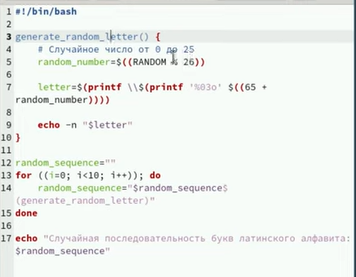 1 #!/bin/bash
2
3 generate_random_letter() {
4 # Случайное число от 0 до 25
5 random_number=$((RANDOM % 26))
6
7 letter=$(printf \\$(printf '%03o' $((65 +
random_number))))
8
9 echo -n "$letter"
10 }
11
12 random_sequence=""
13 for ((i=0; i<10; i++)); do
14 random_sequence="$random_sequence$
(generate_random_letter)"
15 done
16
17 echo "Случайная последовательность букв латинского алфавита:
$random_sequence"